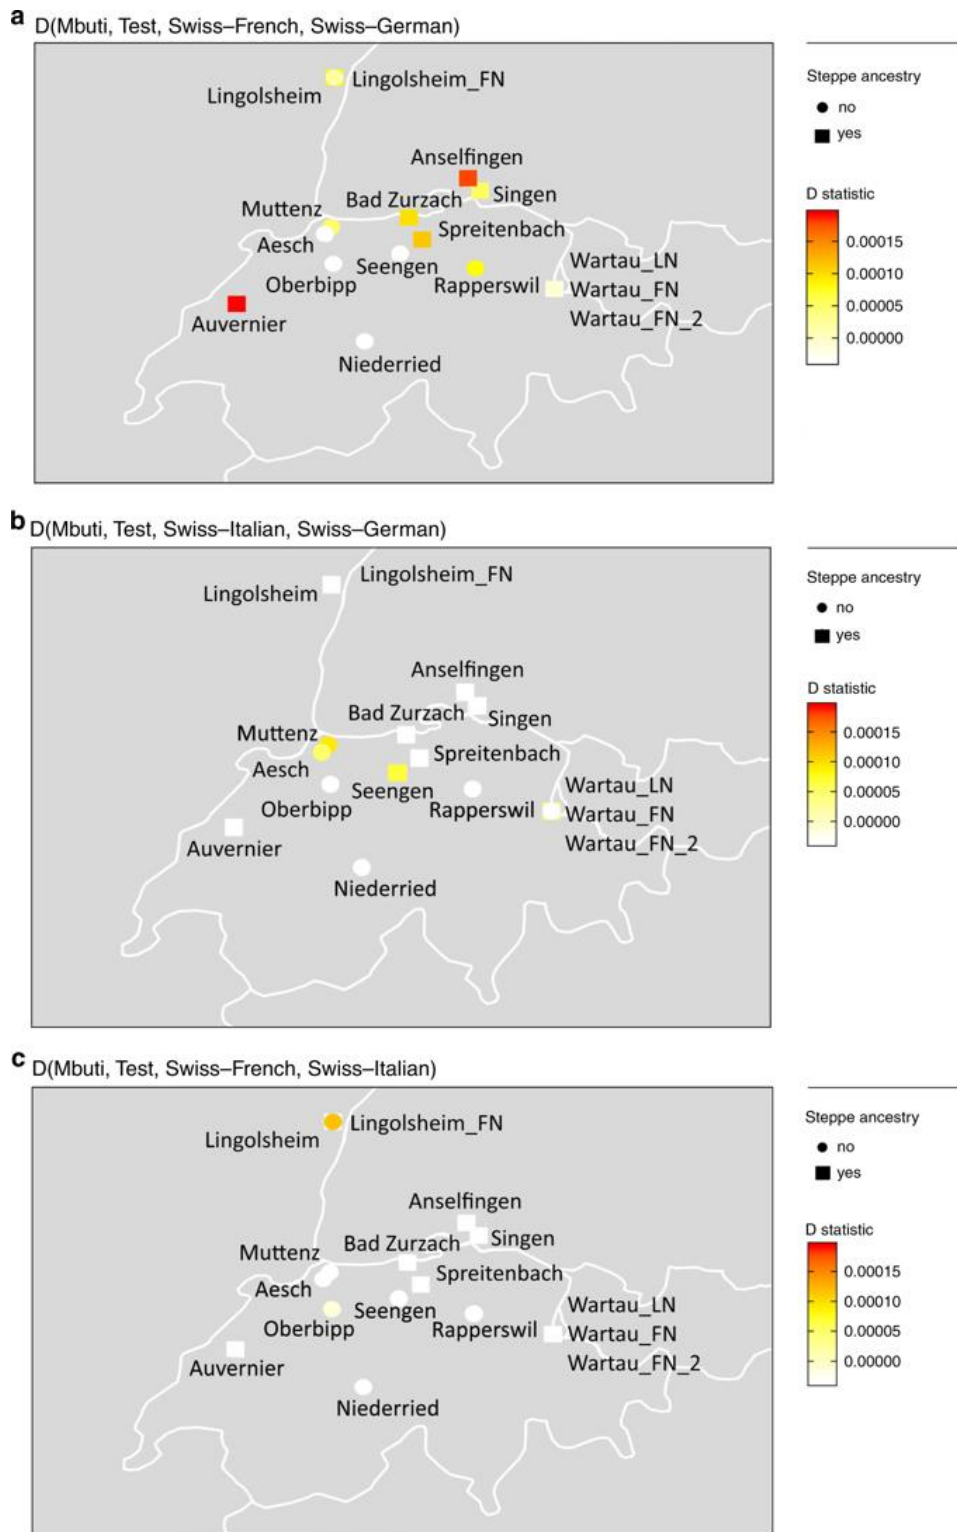 a
D(Mbuti, Test, Swiss–French, Swiss–German)
Lingolsheim
Lingolsheim_FN
Anselfingen
Singen
Bad Zurzach
Muttenz
Spreitenbach
Aesch
Seengen
Wartau_LN
Oberbipp
Rapperswil
Wartau_FN
Auvernier
Wartau_FN_2
Niederried
Steppe ancestry
no
yes
D statistic
0.00015
0.00010
0.00005
0.00000
b
D(Mbuti, Test, Swiss–Italian, Swiss–German)
Lingolsheim
Lingolsheim_FN
Anselfingen
Bad Zurzach
Singen
Muttenz
Spreitenbach
Aesch
Seengen
Wartau_LN
Oberbipp
Rapperswil
Wartau_FN
Auvernier
Wartau_FN_2
Niederried
Steppe ancestry
no
yes
D statistic
0.00015
0.00010
0.00005
0.00000
c
D(Mbuti, Test, Swiss–French, Swiss–Italian)
Lingolsheim
Lingolsheim_FN
Anselfingen
Singen
Bad Zurzach
Muttenz
Spreitenbach
Aesch
Seengen
Wartau_LN
Oberbipp
Rapperswil
Wartau_FN
Auvernier
Wartau_FN_2
Niederried
Steppe ancestry
no
yes
D statistic
0.00015
0.00010
0.00005
0.00000